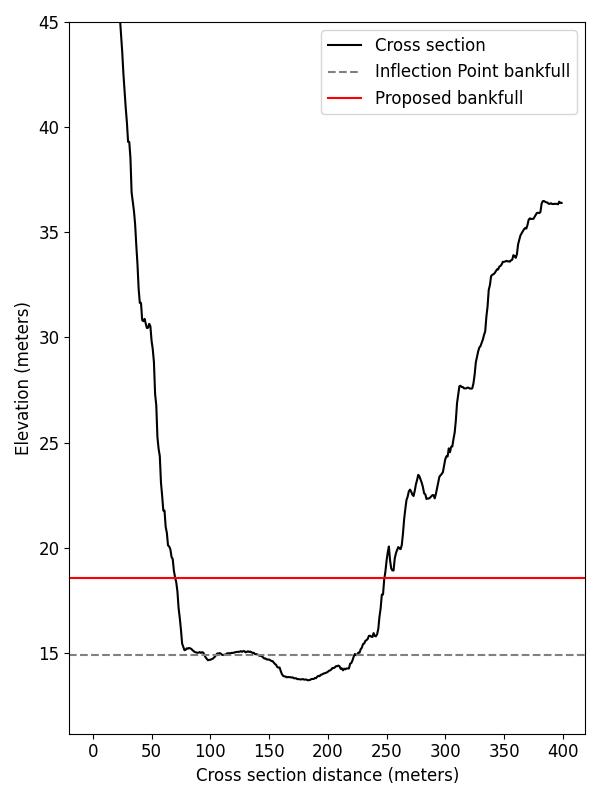 Cross section
Inflection Point bankfull
Proposed bankfull
45
40
35
30
25
20
15
Elevation (meters)
0 50 100 150 200 250 300 350 400
Cross section distance (meters)